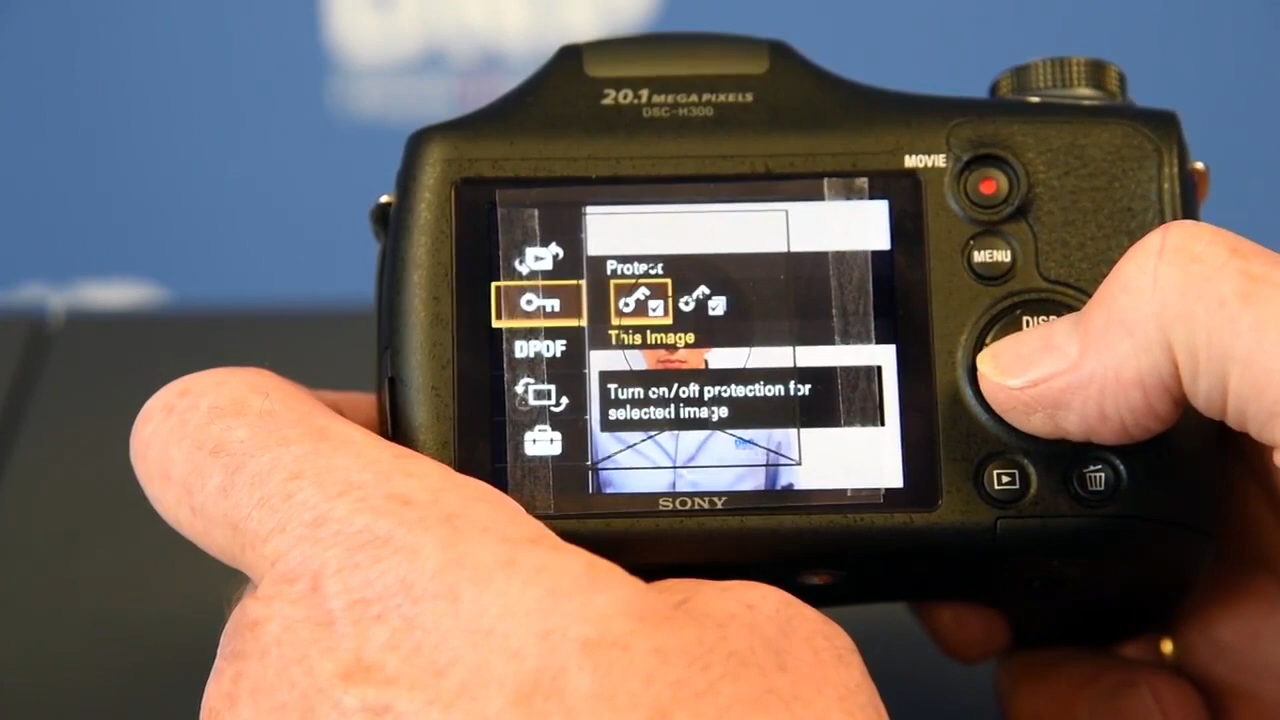 20.1 MEGA PIXELS
DSC-H300
MOVIE
MENU
Protect
This Image
DPOF
Turn on/off protection for
selected image
SONY